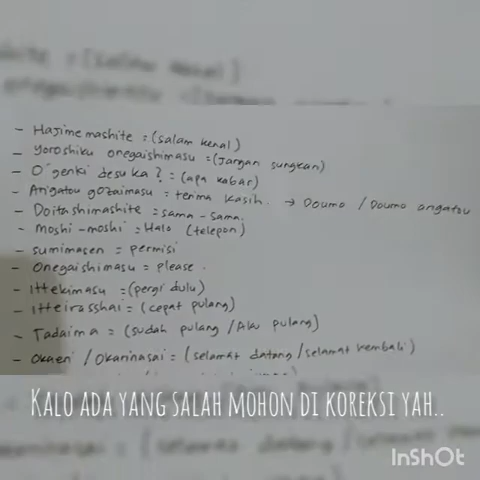 - Hajime mashite = (salam kenal)
- yoroshiku onegaishimasu = (jangan sungkan)
- O'genki desu ka? = (apa kabar)
- Arigatou gozaimasu = terima kasih. → Doumo / Doumo arigatou
- Doitashimashite = sama - sama.
- Moshi - moshi = Halo (telepon)
- sumimasen = permisi
- Onegaishimasu = please.
- Ittekimasu = (pergi dulu)
- Itteirasshai = (cepat pulang)
- Tadaima = (sudah pulang / Aku pulang)
- Okaeri / Okarinasai = (selamat datang / selamat kembali)
KALO ADA YANG SALAH MOHON DI KOREKSI YAH..
InShOt